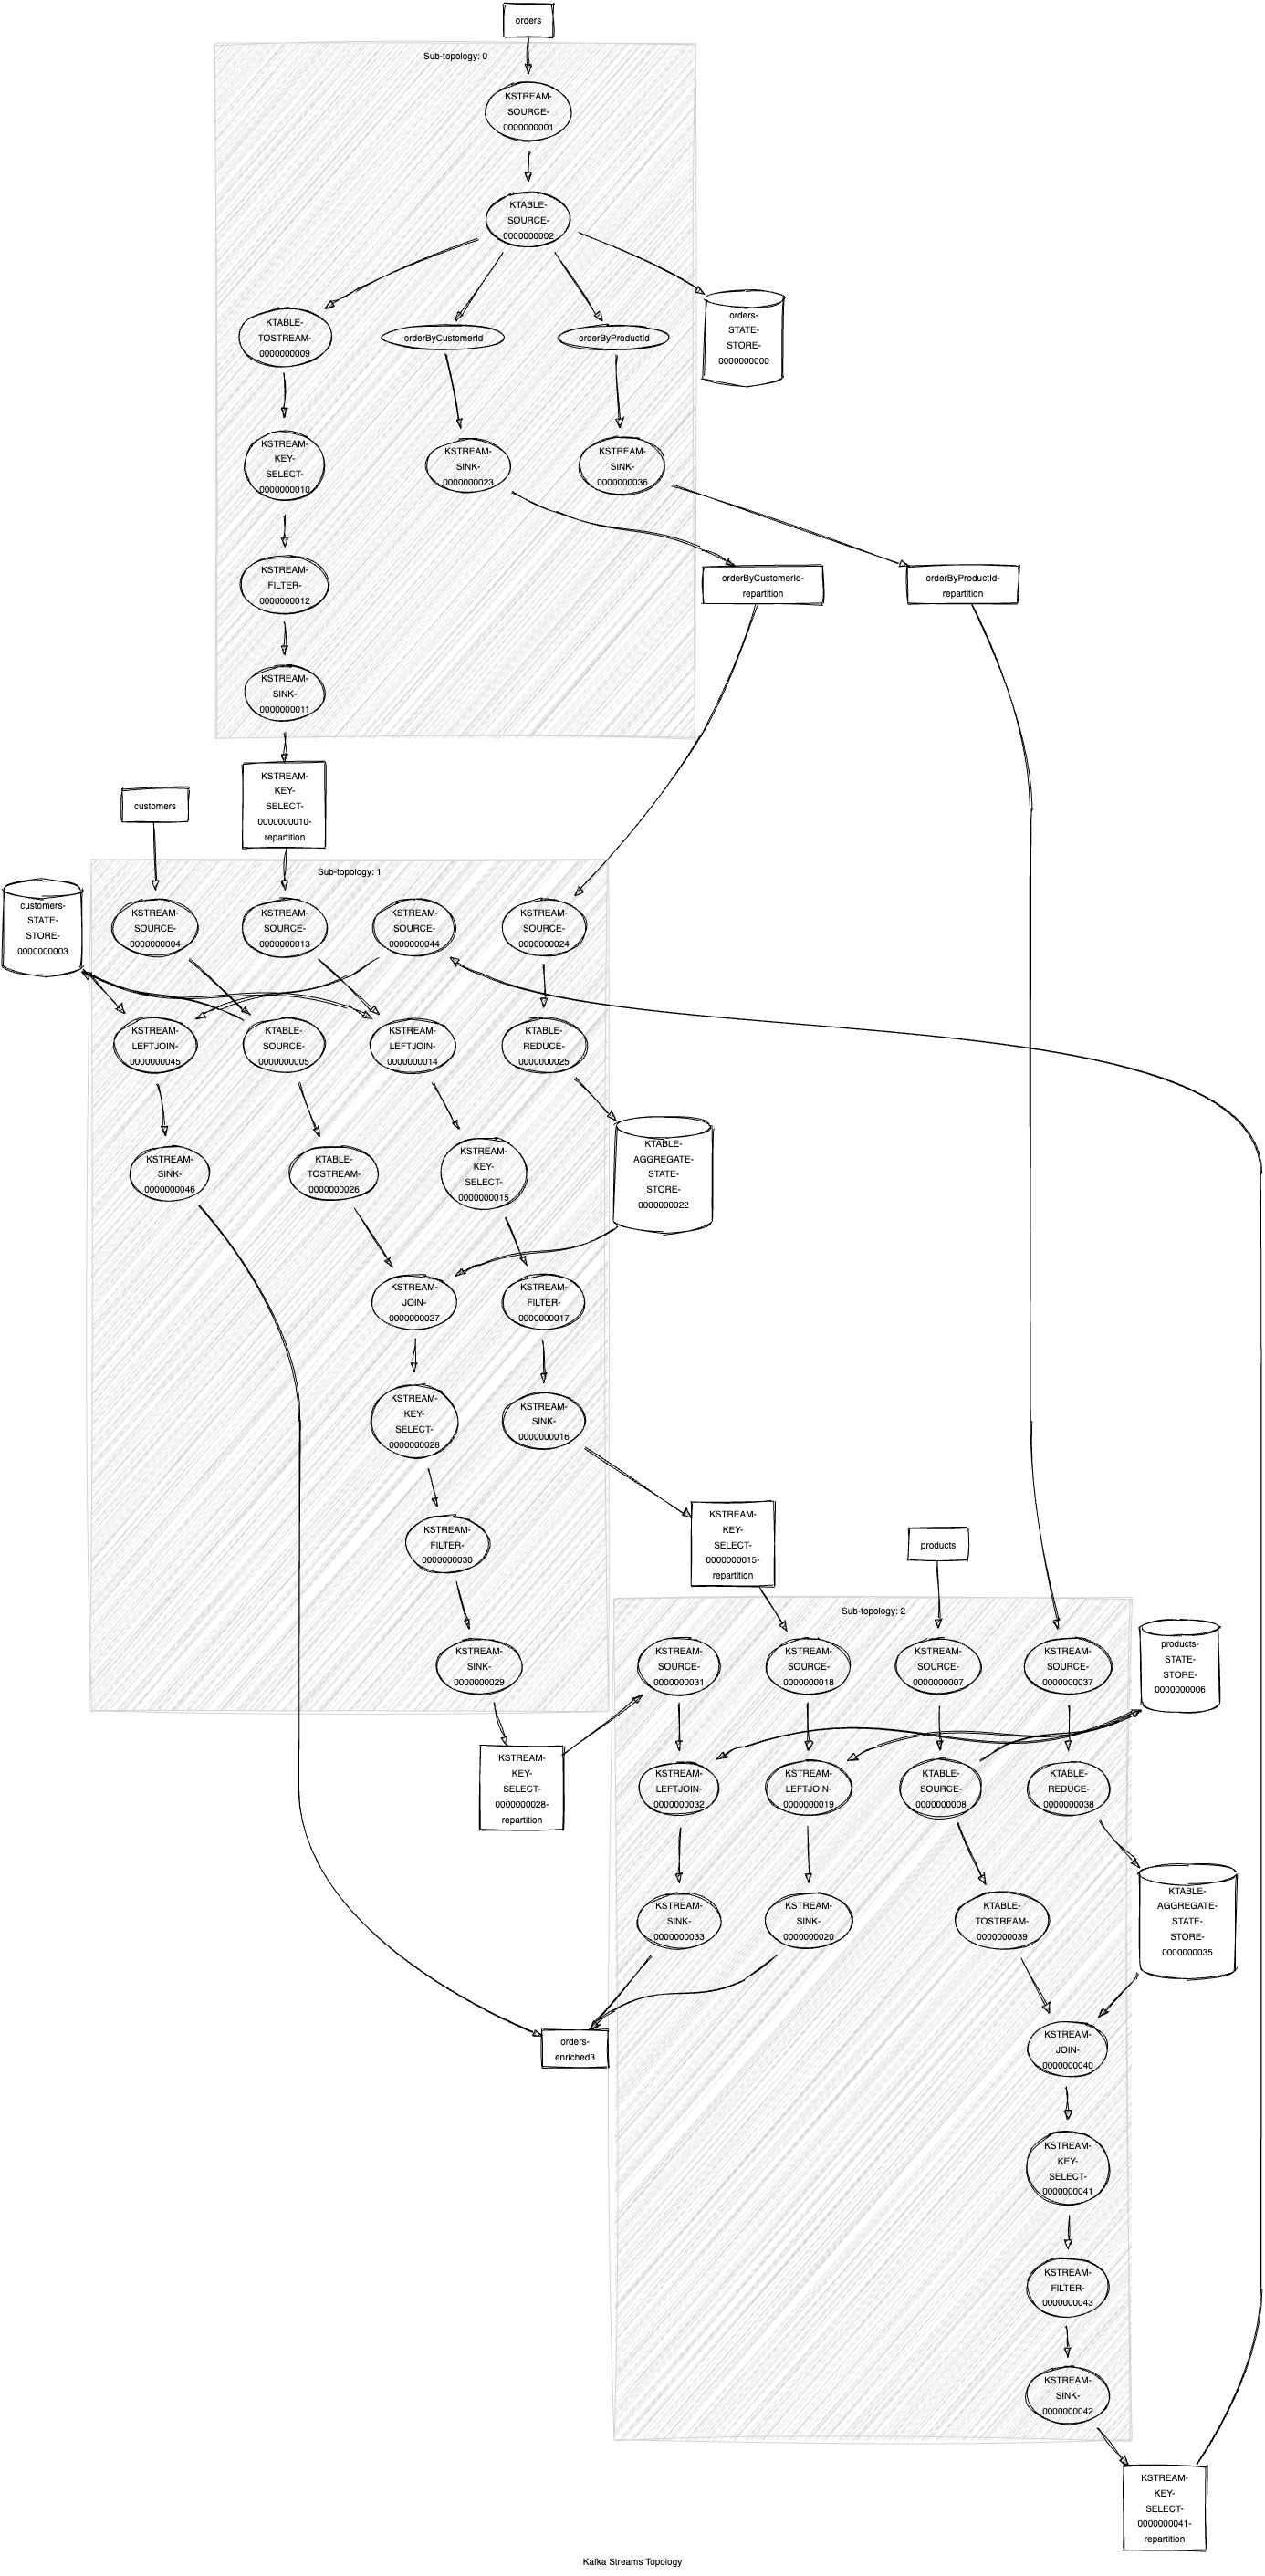 orders
Sub-topology: 0
KSTREAM-
SOURCE-
0000000001
KTABLE-
SOURCE-
0000000002
KTABLE-
TOSTREAM-
0000000009
orderByCustomerId
orderByProductId
orders-
STATE-
STORE-
0000000000
KSTREAM-
KEY-
SELECT-
0000000010
KSTREAM-
SINK-
0000000023
KSTREAM-
SINK-
0000000036
KSTREAM-
FILTER-
0000000012
orderByCustomerId-
repartition
orderByProductId-
repartition
KSTREAM-
SINK-
0000000011
customers
KSTREAM-
KEY-
SELECT-
0000000010-
repartition
Sub-topology: 1
customers-
STATE-
STORE-
0000000003
KSTREAM-
SOURCE-
0000000004
KSTREAM-
SOURCE-
0000000013
KSTREAM-
SOURCE-
0000000044
KSTREAM-
SOURCE-
0000000024
KSTREAM-
LEFTJOIN-
0000000045
KTABLE-
SOURCE-
0000000005
KSTREAM-
LEFTJOIN-
0000000014
KTABLE-
REDUCE-
0000000025
KSTREAM-
SINK-
0000000046
KTABLE-
TOSTREAM-
0000000026
KSTREAM-
KEY-
SELECT-
0000000015
KTABLE-
AGGREGATE-
STATE-
STORE-
0000000022
KSTREAM-
JOIN-
0000000027
KSTREAM-
FILTER-
0000000017
KSTREAM-
KEY-
SELECT-
0000000028
KSTREAM-
SINK-
0000000016
KSTREAM-
FILTER-
0000000030
KSTREAM-
KEY-
SELECT-
0000000015-
repartition
products
Sub-topology: 2
KSTREAM-
SINK-
0000000029
KSTREAM-
SOURCE-
0000000031
KSTREAM-
SOURCE-
0000000018
KSTREAM-
SOURCE-
0000000007
KSTREAM-
SOURCE-
0000000037
products-
STATE-
STORE-
0000000006
KSTREAM-
KEY-
SELECT-
0000000028-
repartition
KSTREAM-
LEFTJOIN-
0000000032
KSTREAM-
LEFTJOIN-
0000000019
KTABLE-
SOURCE-
0000000008
KTABLE-
REDUCE-
0000000038
KSTREAM-
SINK-
0000000033
KSTREAM-
SINK-
0000000020
KTABLE-
TOSTREAM-
0000000039
KTABLE-
AGGREGATE-
STATE-
STORE-
0000000035
orders-
enriched3
KSTREAM-
JOIN-
0000000040
KSTREAM-
KEY-
SELECT-
0000000041
KSTREAM-
FILTER-
0000000043
KSTREAM-
SINK-
0000000042
KSTREAM-
KEY-
SELECT-
0000000041-
repartition
Kafka Streams Topology